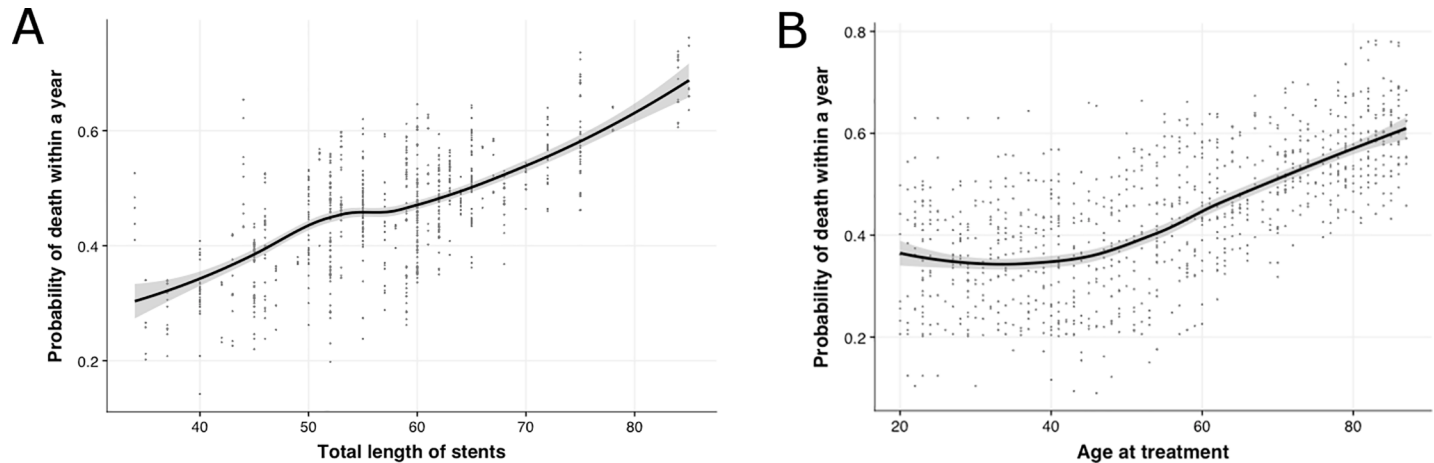 A
Probability of death within a year
0.6
0.4
0.2
40 50 60 70 80
Total length of stents
B
Probability of death within a year
0.8
0.6
0.4
0.2
20 40 60 80
Age at treatment